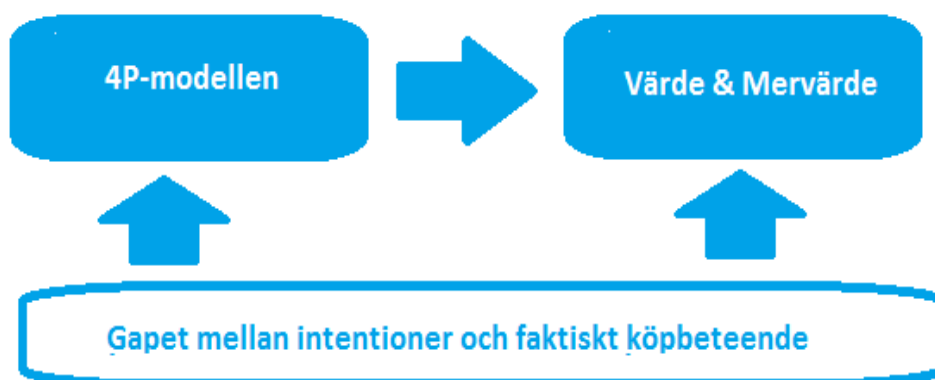 4P-modellen
Värde & Mervärde
Gapet mellan intentioner och faktiskt köpbeteende